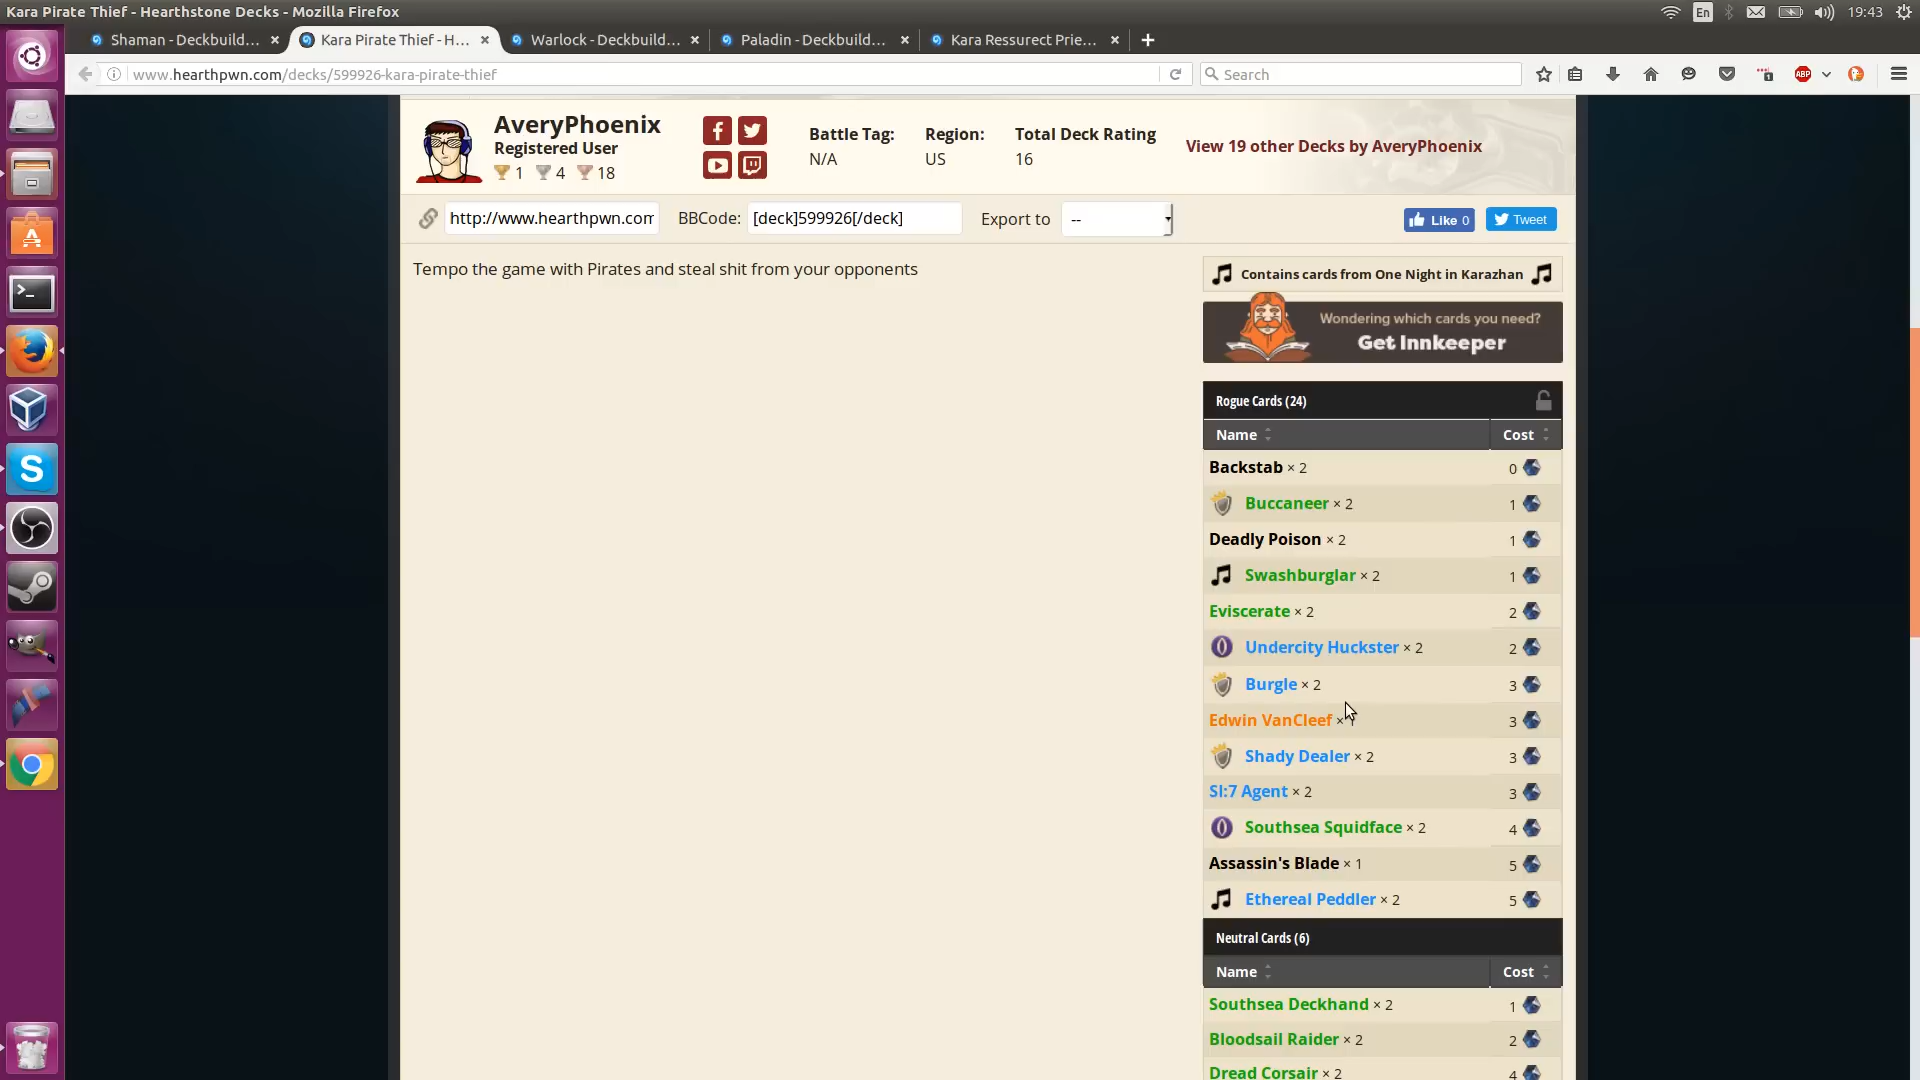 Kara Pirate Thief - Hearthstone Decks - Mozilla Firefox
En
19:43
Shaman - Deckbuild...
Kara Pirate Thief - H...
Warlock - Deckbuild...
Paladin - Deckbuild...
Kara Ressurect Prie...
www.hearthpwn.com/decks/599926-kara-pirate-thief
Search
ABP
AveryPhoenix
Registered User
1 4 18
Battle Tag:
N/A
Region:
US
Total Deck Rating
16
View 19 other Decks by AveryPhoenix
http://www.hearthpwn.com
BBCode:
[deck]599926[/deck]
Export to
--
Like 0
Tweet
Tempo the game with Pirates and steal shit from your opponents
Contains cards from One Night in Karazhan
Wondering which cards you need?
Get Innkeeper
Rogue Cards (24)
Name Cost
Backstab × 2 0
Buccaneer × 2 1
Deadly Poison × 2 1
Swashburglar × 2 1
Eviscerate × 2 2
Undercity Huckster × 2 2
Burgle × 2 3
Edwin VanCleef × 1 3
Shady Dealer × 2 3
SI:7 Agent × 2 3
Southsea Squidface × 2 4
Assassin's Blade × 1 5
Ethereal Peddler × 2 5
Neutral Cards (6)
Name Cost
Southsea Deckhand × 2 1
Bloodsail Raider × 2 2
Dread Corsair × 2 4